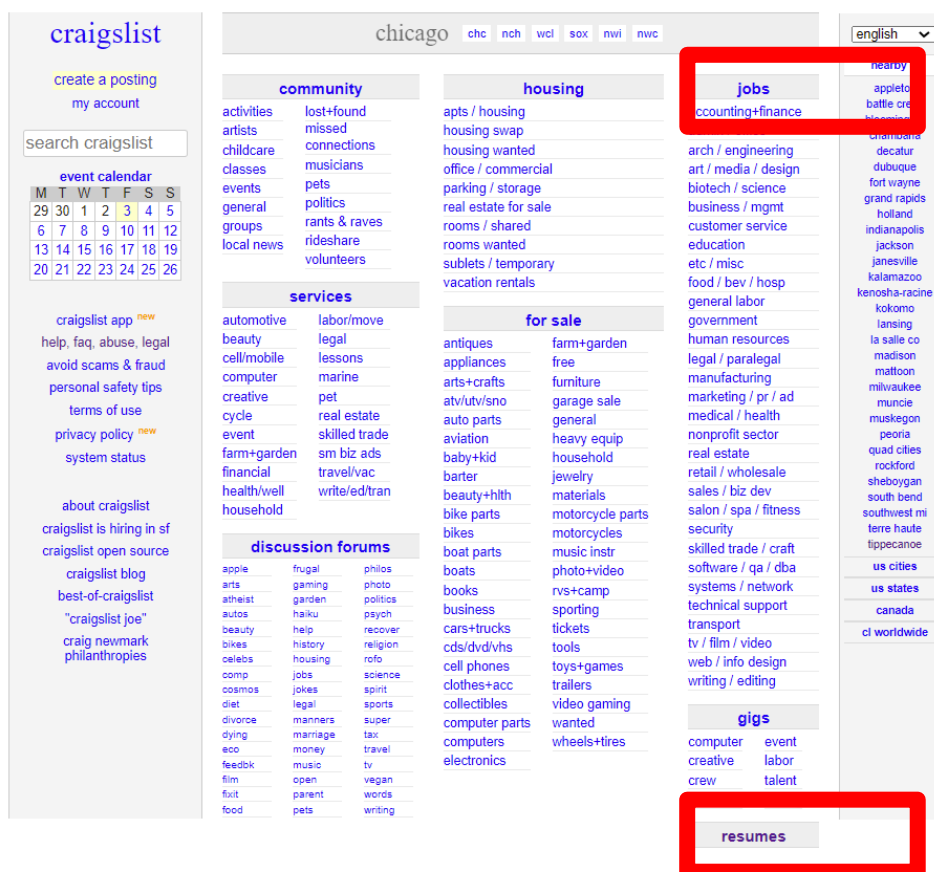 craigslist
create a posting
my account
search craigslist
event calendar
M T W T F S S
29 30 1 2 3 4 5
6 7 8 9 10 11 12
13 14 15 16 17 18 19
20 21 22 23 24 25 26
craigslist app new
help, faq, abuse, legal
avoid scams & fraud
personal safety tips
terms of use
privacy policy new
system status
about craigslist
craigslist is hiring in sf
craigslist open source
craigslist blog
best-of-craigslist
"craigslist joe"
craig newmark
philanthropies
chicago chc nch wcl sox nwi nwc
community
activities
artists
childcare
classes
events
general
groups
local news
lost+found
missed
connections
musicians
pets
politics
rants & raves
rideshare
volunteers
services
automotive
beauty
cell/mobile
computer
creative
cycle
event
farm+garden
financial
health/well
household
labor/move
legal
lessons
marine
pet
real estate
skilled trade
sm biz ads
travel/vac
write/ed/tran
discussion forums
apple
arts
atheist
autos
beauty
bikes
celebs
comp
cosmos
diet
divorce
dying
eco
feedbk
film
fixit
food
frugal
gaming
garden
haiku
help
history
housing
jobs
jokes
legal
manners
marriage
money
music
open
parent
pets
philos
photo
politics
psych
recover
religion
rofo
science
spirit
sports
super
tax
travel
tv
vegan
words
writing
housing
apts / housing
housing swap
housing wanted
office / commercial
parking / storage
real estate for sale
rooms / shared
rooms wanted
sublets / temporary
vacation rentals
for sale
antiques
appliances
arts+crafts
atv/utv/sno
auto parts
aviation
baby+kid
barter
beauty+hlth
bike parts
bikes
boat parts
boats
books
business
cars+trucks
cds/dvd/vhs
cell phones
clothes+acc
collectibles
computer parts
computers
electronics
farm+garden
free
furniture
garage sale
general
heavy equip
household
jewelry
materials
motorcycle parts
motorcycles
music instr
photo+video
rvs+camp
sporting
tickets
tools
toys+games
trailers
video gaming
wanted
wheels+tires
jobs
accounting+finance
arch / engineering
art / media / design
biotech / science
business / mgmt
customer service
education
etc / misc
food / bev / hosp
general labor
government
human resources
legal / paralegal
manufacturing
marketing / pr / ad
medical / health
nonprofit sector
real estate
retail / wholesale
sales / biz dev
salon / spa / fitness
security
skilled trade / craft
software / qa / dba
systems / network
technical support
transport
tv / film / video
web / info design
writing / editing
gigs
computer
creative
crew
event
labor
talent
resumes
english
nearby
appleto
battle cre
chambana
decatur
dubuque
fort wayne
grand rapids
holland
indianapolis
jackson
janesville
kalamazoo
kenosha-racine
kokomo
lansing
la salle co
madison
mattoon
milwaukee
muncie
muskegon
peoria
quad cities
rockford
sheboygan
south bend
southwest mi
terre haute
tippecanoe
us cities
us states
canada
cl worldwide